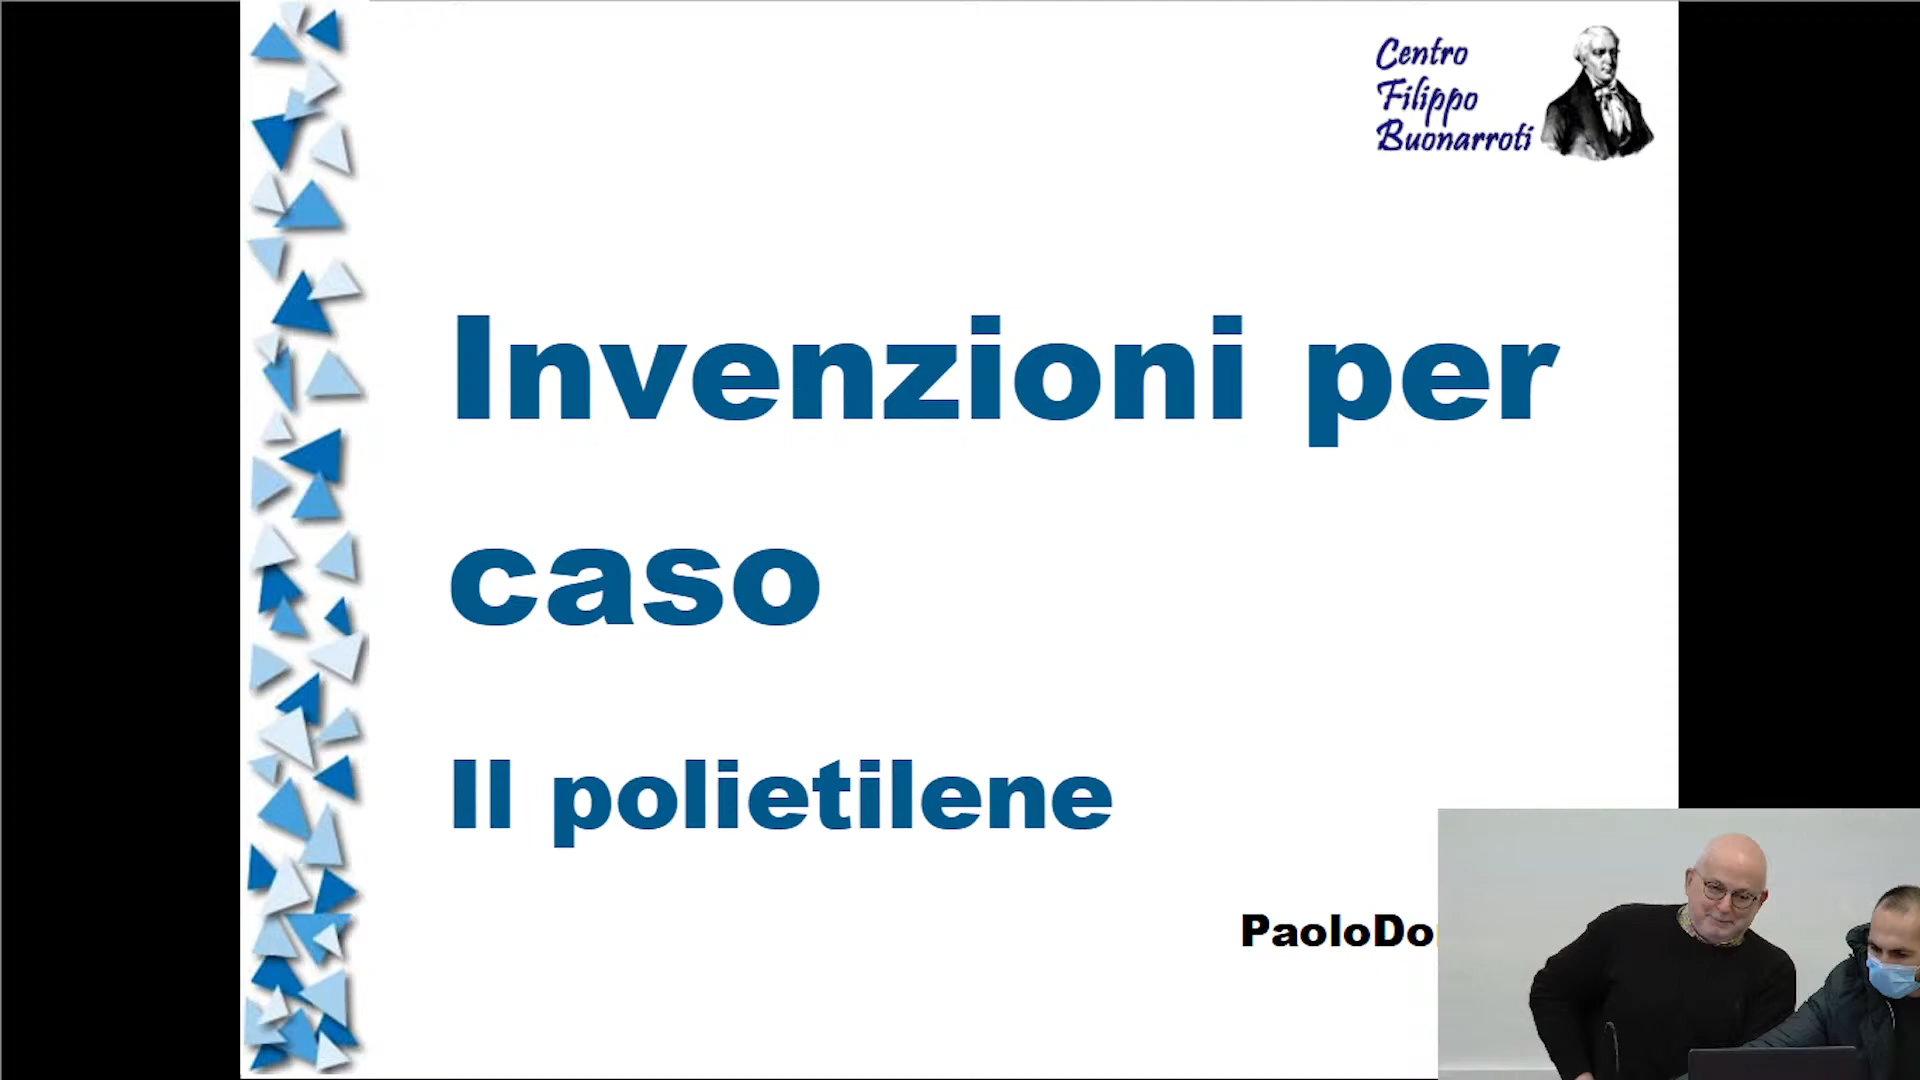 Centro
Filippo
Buonarroti
Invenzioni per
caso
Il polietilene
PaoloDo